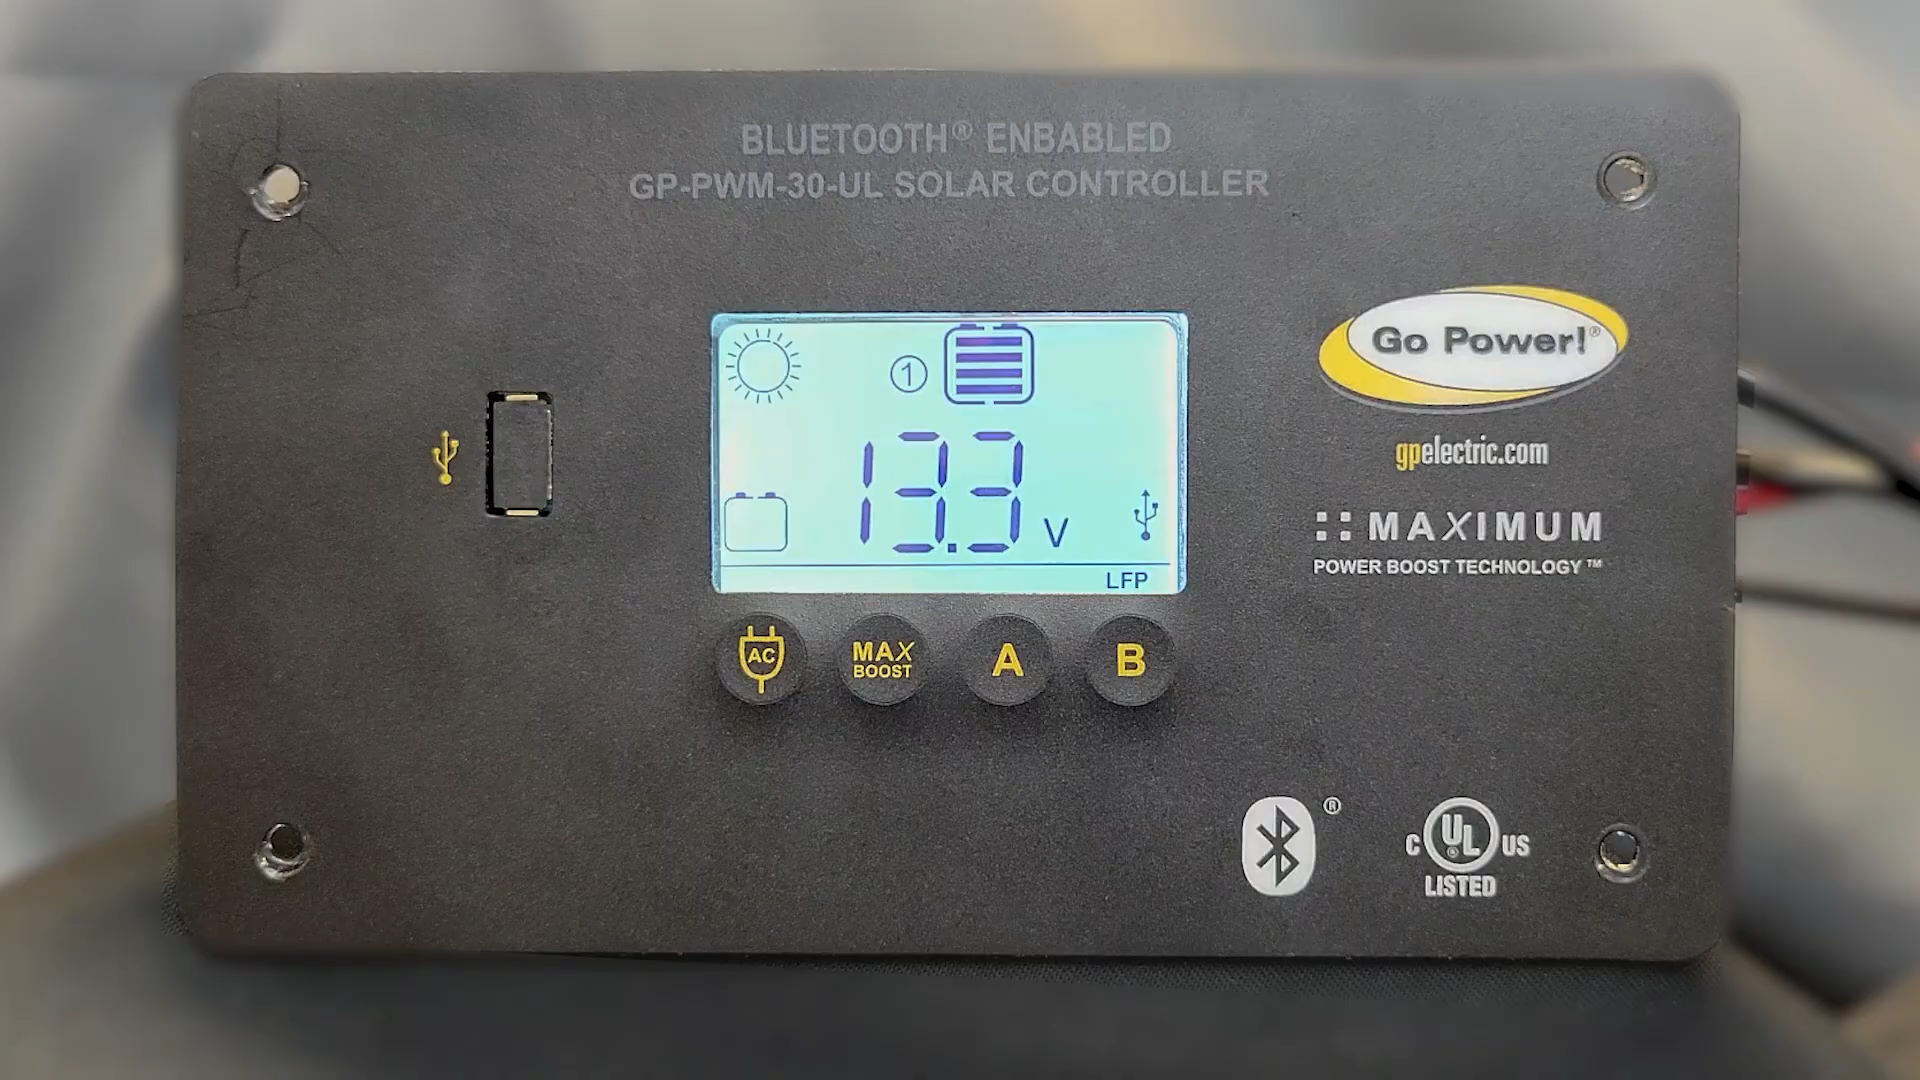 BLUETOOTH® ENBABLED
GP-PWM-30-UL SOLAR CONTROLLER
Go Power!®
gpelectric.com
MAXIMUM
POWER BOOST TECHNOLOGY™
①
13.3 V
LFP
AC
MAX
BOOST
A
B
®
C UL® US
LISTED